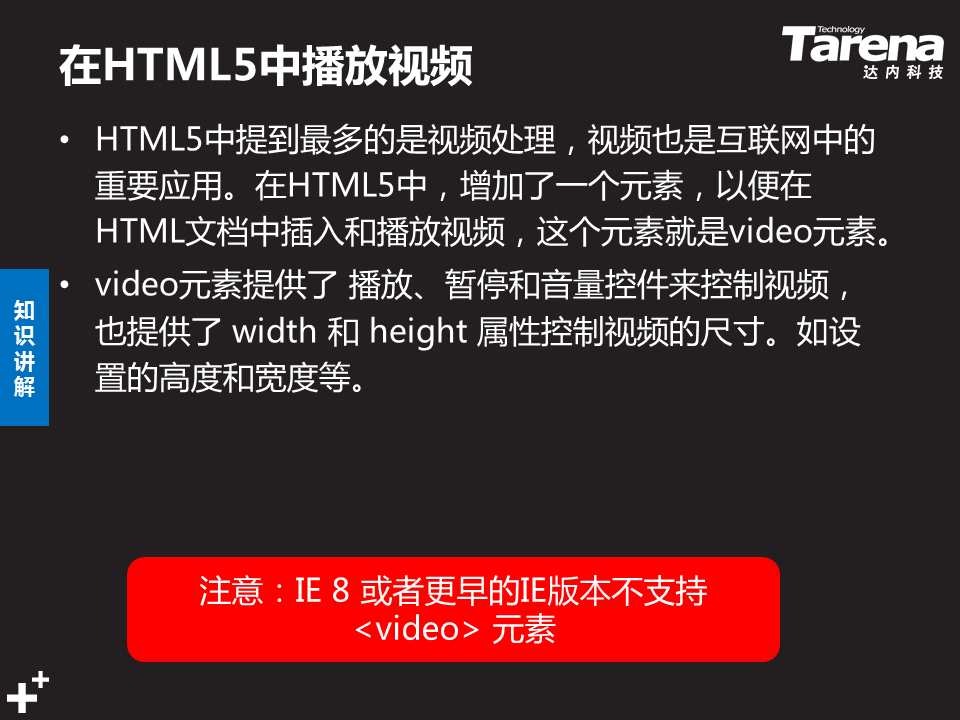 在HTML5中播放视频
Technology
Tarena
达内科技
• HTML5中提到最多的是视频处理，视频也是互联网中的
重要应用。在HTML5中，增加了一个元素，以便在
HTML文档中插入和播放视频，这个元素就是video元素。
• video元素提供了 播放、暂停和音量控件来控制视频，
也提供了 width 和 height 属性控制视频的尺寸。如设
置的高度和宽度等。
知
识
讲
解
注意：IE 8 或者更早的IE版本不支持
<video> 元素